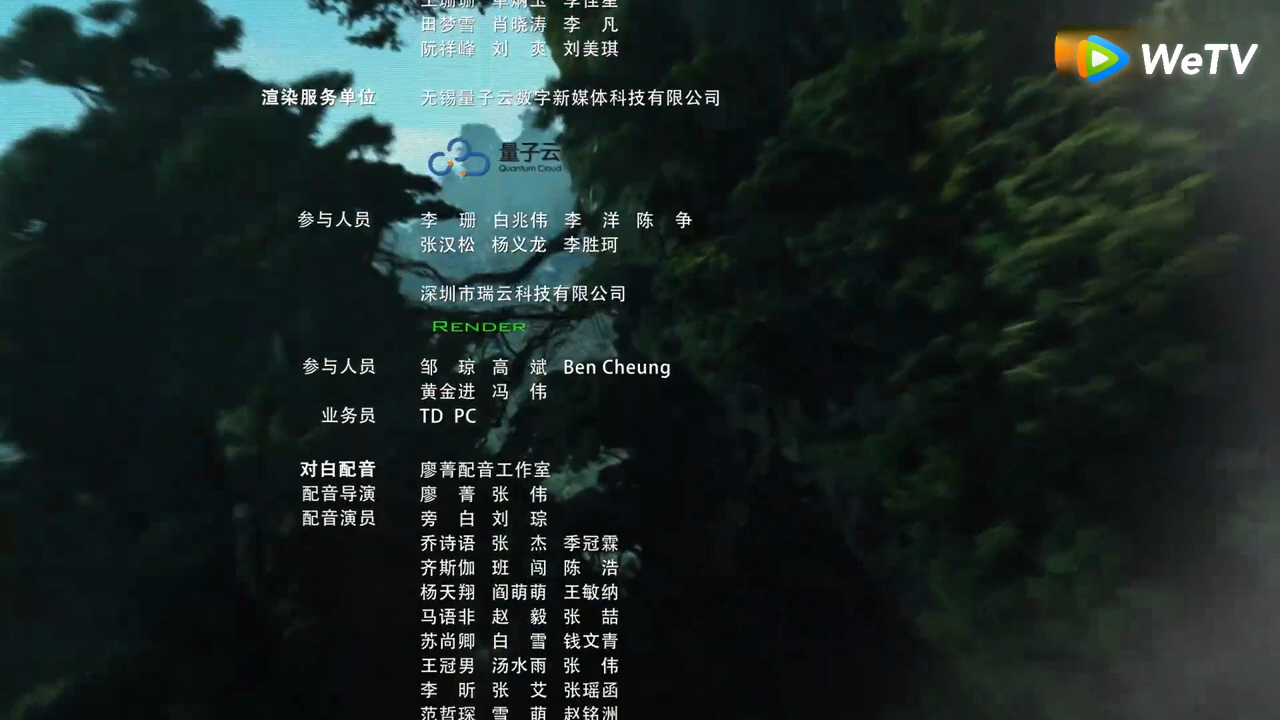 田梦雪 肖晓涛 李 凡
阮祥峰 刘 爽 刘美琪
WeTV
渲染服务单位 无锡量子云数字新媒体科技有限公司
量子云
Quantum Cloud
参与人员 李 珊 白兆伟 李 洋 陈 争
张汉松 杨义龙 李胜珂
深圳市瑞云科技有限公司
RENDER
参与人员 邹 琼 高 斌 Ben Cheung
黄金进 冯 伟
业务员 TD PC
对白配音 廖菁配音工作室
配音导演 廖 菁 张 伟
配音演员 旁 白 刘 琮
乔诗语 张 杰 季冠霖
齐斯伽 班 闯 陈 浩
杨天翔 阎萌萌 王敏纳
马语非 赵 毅 张 喆
苏尚卿 白 雪 钱文青
王冠男 汤水雨 张 伟
李 昕 张 艾 张瑶函
范哲琛 雪 萌 赵铭洲